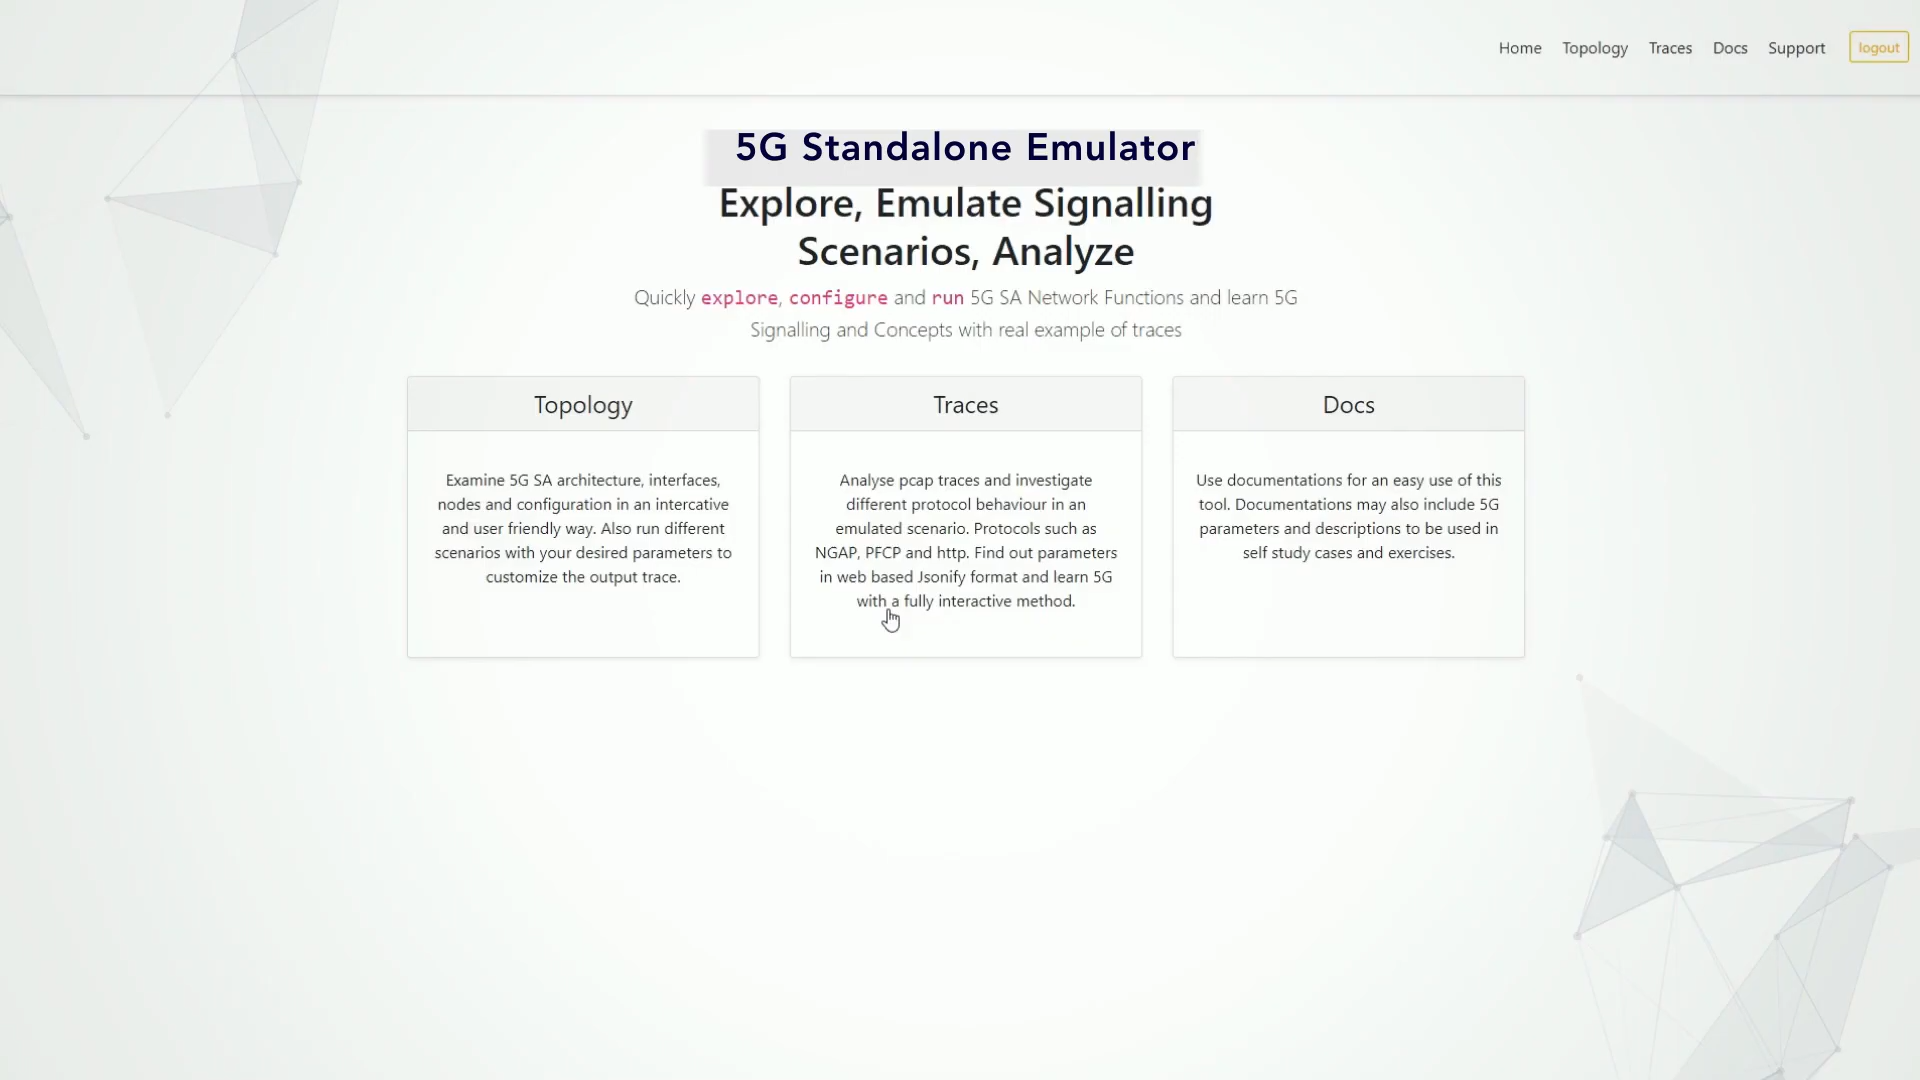 Home Topology Traces Docs Support logout
5G Standalone Emulator
Explore, Emulate Signalling
Scenarios, Analyze
Quickly explore, configure and run 5G SA Network Functions and learn 5G
Signalling and Concepts with real example of traces
Topology
Examine 5G SA architecture, interfaces,
nodes and configuration in an intercative
and user friendly way. Also run different
scenarios with your desired parameters to
customize the output trace.
Traces
Analyse pcap traces and investigate
different protocol behaviour in an
emulated scenario. Protocols such as
NGAP, PFCP and http. Find out parameters
in web based Jsonify format and learn 5G
with a fully interactive method.
Docs
Use documentations for an easy use of this
tool. Documentations may also include 5G
parameters and descriptions to be used in
self study cases and exercises.